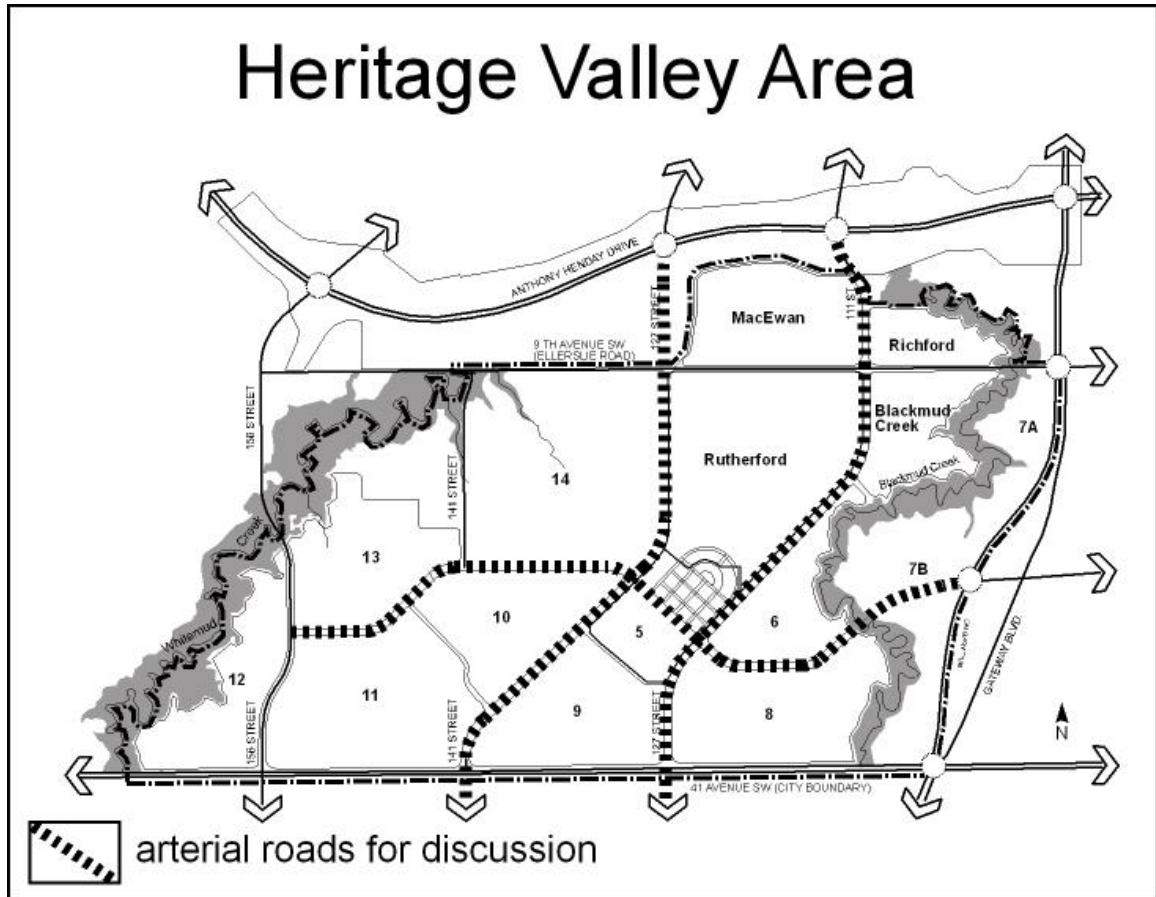 Heritage Valley Area
ANTHONY HENDAY DRIVE
127 STREET
111 ST
MacEwan
Richford
9 TH AVENUE SW
(ELLERSLIE ROAD)
156 STREET
141 STREET
14
Rutherford
Blackmud
Creek
7A
Blackmud Creek
Creek
13
7B
10
5
6
Whitemud
12
11
9
8
GATEWAY BLVD.
156 STREET
141 STREET
127 STREET
N
41 AVENUE SW (CITY BOUNDARY)
arterial roads for discussion